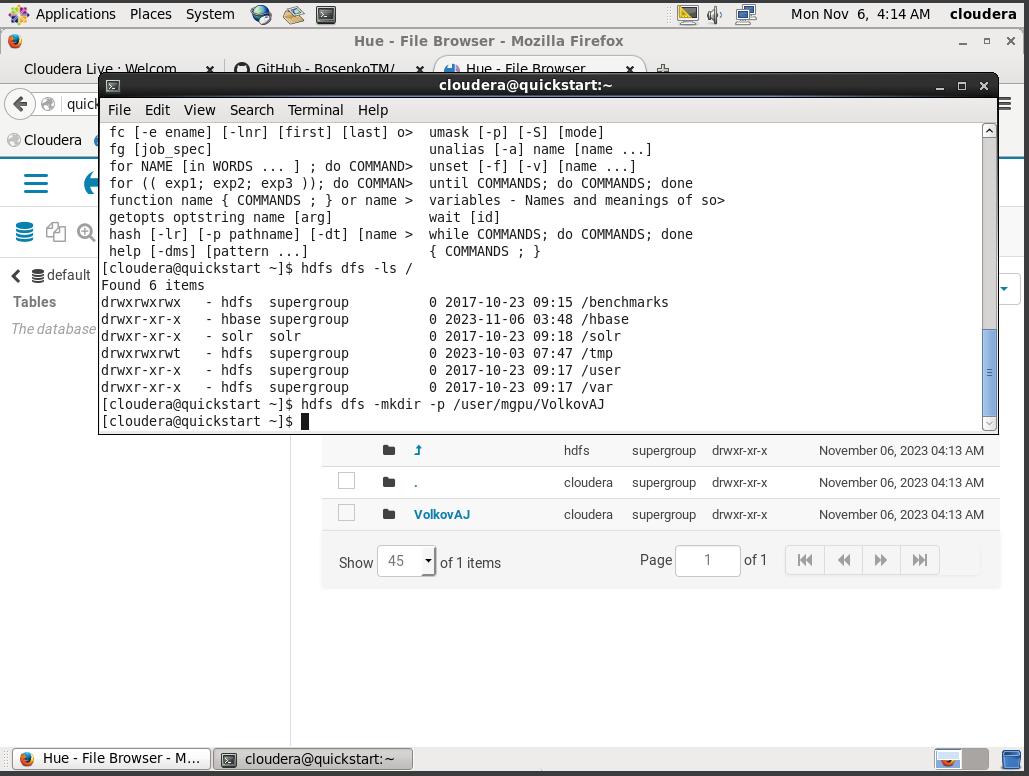 Applications Places System Mon Nov 6, 4:14 AM cloudera
Hue - File Browser - Mozilla Firefox
Cloudera Live : Welcom... GitHub - BosenkoTM/ Hue - File Browser
cloudera@quickstart:~
quick
File Edit View Search Terminal Help
Cloudera
fc [-e ename] [-lnr] [first] [last] o> umask [-p] [-S] [mode]
fg [job_spec] unalias [-a] name [name ...]
for NAME [in WORDS ... ] ; do COMMAND> unset [-f] [-v] [name ...]
for (( exp1; exp2; exp3 )); do COMMAN> until COMMANDS; do COMMANDS; done
function name { COMMANDS ; } or name > variables - Names and meanings of so>
getopts optstring name [arg] wait [id]
hash [-lr] [-p pathname] [-dt] [name > while COMMANDS; do COMMANDS; done
help [-dms] [pattern ...] { COMMANDS ; }
[cloudera@quickstart ~]$ hdfs dfs -ls /
Found 6 items
drwxrwxrwx - hdfs supergroup 0 2017-10-23 09:15 /benchmarks
drwxr-xr-x - hbase supergroup 0 2023-11-06 03:48 /hbase
drwxr-xr-x - solr solr 0 2017-10-23 09:18 /solr
drwxrwxrwt - hdfs supergroup 0 2023-10-03 07:47 /tmp
drwxr-xr-x - hdfs supergroup 0 2017-10-23 09:17 /user
drwxr-xr-x - hdfs supergroup 0 2017-10-23 09:17 /var
[cloudera@quickstart ~]$ hdfs dfs -mkdir -p /user/mgpu/VolkovAJ
[cloudera@quickstart ~]$
default
Tables
The database
hdfs supergroup drwxr-xr-x November 06, 2023 04:13 AM
. cloudera supergroup drwxr-xr-x November 06, 2023 04:13 AM
VolkovAJ cloudera supergroup drwxr-xr-x November 06, 2023 04:13 AM
Show 45 of 1 items Page 1 of 1
Hue - File Browser - M... cloudera@quickstart:~